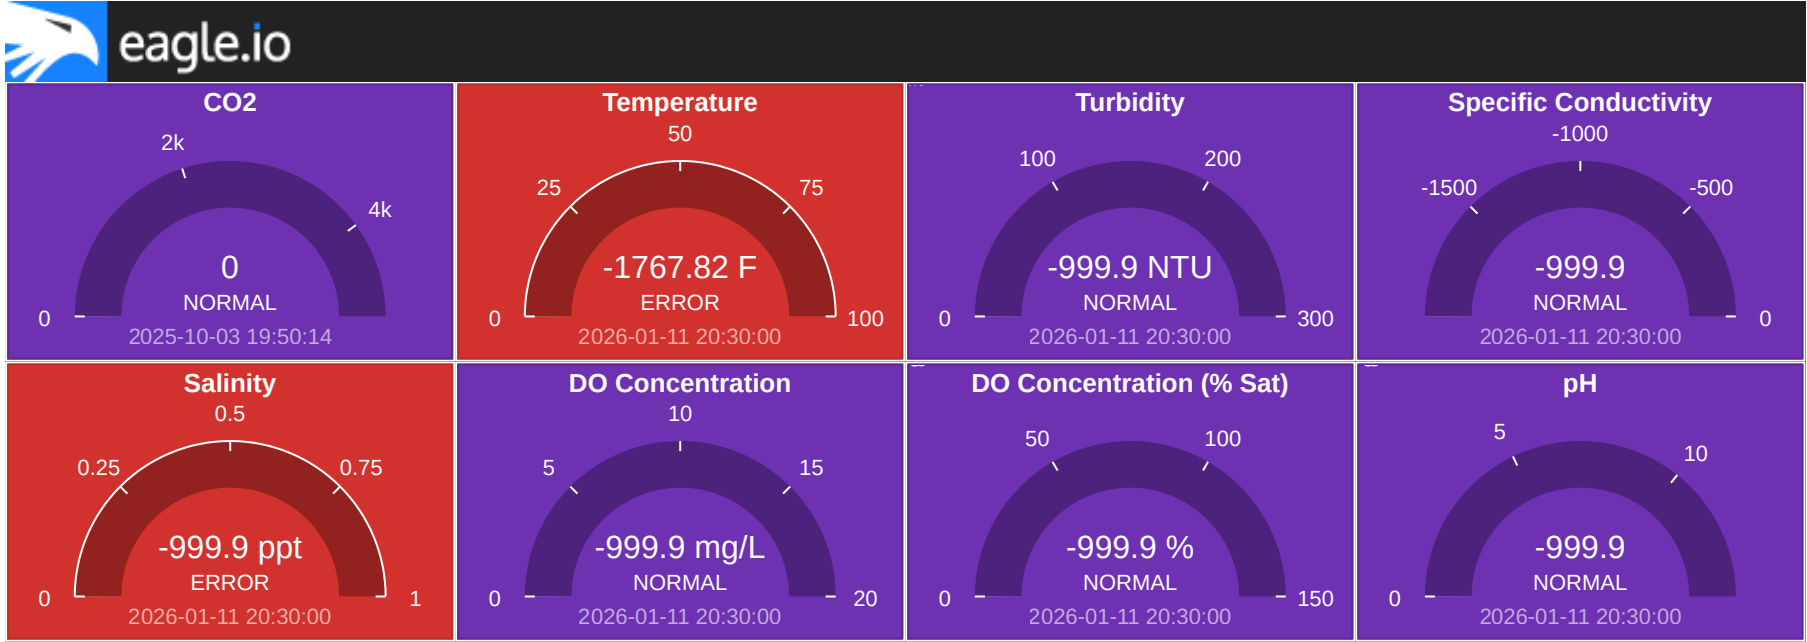 eagle.io
CO2
2k
4k
0
0
NORMAL
2025-10-03 19:50:14
Temperature
50
25
75
-1767.82 F
ERROR
0
100
2026-01-11 20:30:00
Turbidity
100
200
-999.9 NTU
NORMAL
0
300
2026-01-11 20:30:00
Specific Conductivity
-1000
-1500
-500
-999.9
NORMAL
0
2026-01-11 20:30:00
Salinity
0.5
0.25
0.75
-999.9 ppt
ERROR
0
1
2026-01-11 20:30:00
DO Concentration
10
5
15
-999.9 mg/L
NORMAL
0
20
2026-01-11 20:30:00
DO Concentration (% Sat)
50
100
-999.9 %
NORMAL
0
150
2026-01-11 20:30:00
pH
5
10
-999.9
NORMAL
0
2026-01-11 20:30:00